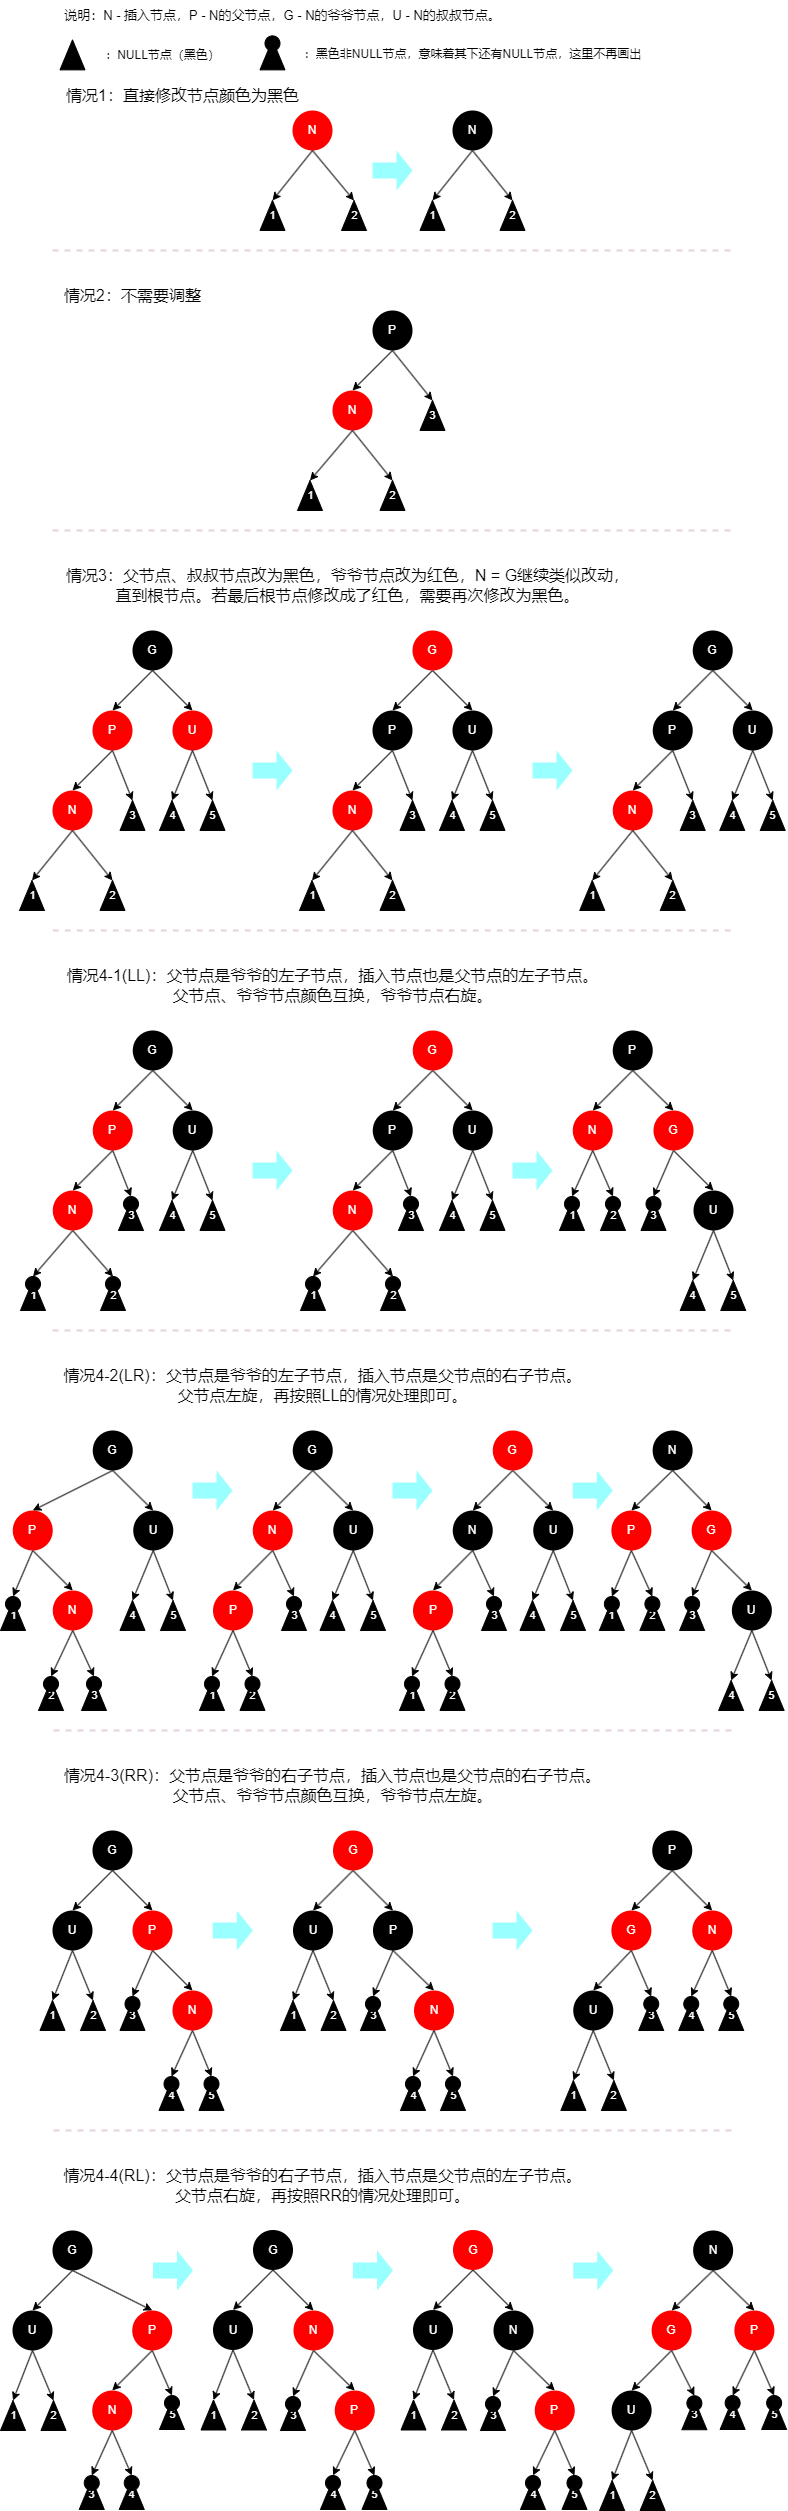 说明：N - 插入节点，P - N的父节点，G - N的爷爷节点，U - N的叔叔节点。
：NULL节点（黑色） ：黑色非NULL节点，意味着其下还有NULL节点，这里不再画出
情况1：直接修改节点颜色为黑色
N N
1 2 1 2
情况2：不需要调整
P
N 3
1 2
情况3：父节点、叔叔节点改为黑色，爷爷节点改为红色，N = G继续类似改动，
直到根节点。若最后根节点修改成了红色，需要再次修改为黑色。
G G G
P U P U P U
N 3 4 5 N 3 4 5 N 3 4 5
1 2 1 2 1 2
情况4-1(LL)：父节点是爷爷的左子节点，插入节点也是父节点的左子节点。
父节点、爷爷节点颜色互换，爷爷节点右旋。
G G P
P U P U N G
N 3 4 5 N 3 4 5 1 2 3 U
1 2 1 2 4 5
情况4-2(LR)：父节点是爷爷的左子节点，插入节点是父节点的右子节点。
父节点左旋，再按照LL的情况处理即可。
G G G N
P U N U N U P G
1 N 4 5 P 3 4 5 P 3 4 5 1 2 3 U
2 3 1 2 1 2 4 5
情况4-3(RR)：父节点是爷爷的右子节点，插入节点也是父节点的右子节点。
父节点、爷爷节点颜色互换，爷爷节点左旋。
G G P
U P U P G N
1 2 3 N 1 2 3 N U 3 4 5
4 5 4 5 1 2
情况4-4(RL)：父节点是爷爷的右子节点，插入节点是父节点的左子节点。
父节点右旋，再按照RR的情况处理即可。
G G G N
U P U N U N G P
1 2 N 5 1 2 3 P 1 2 3 P U 3 4 5
3 4 4 5 4 5 1 2